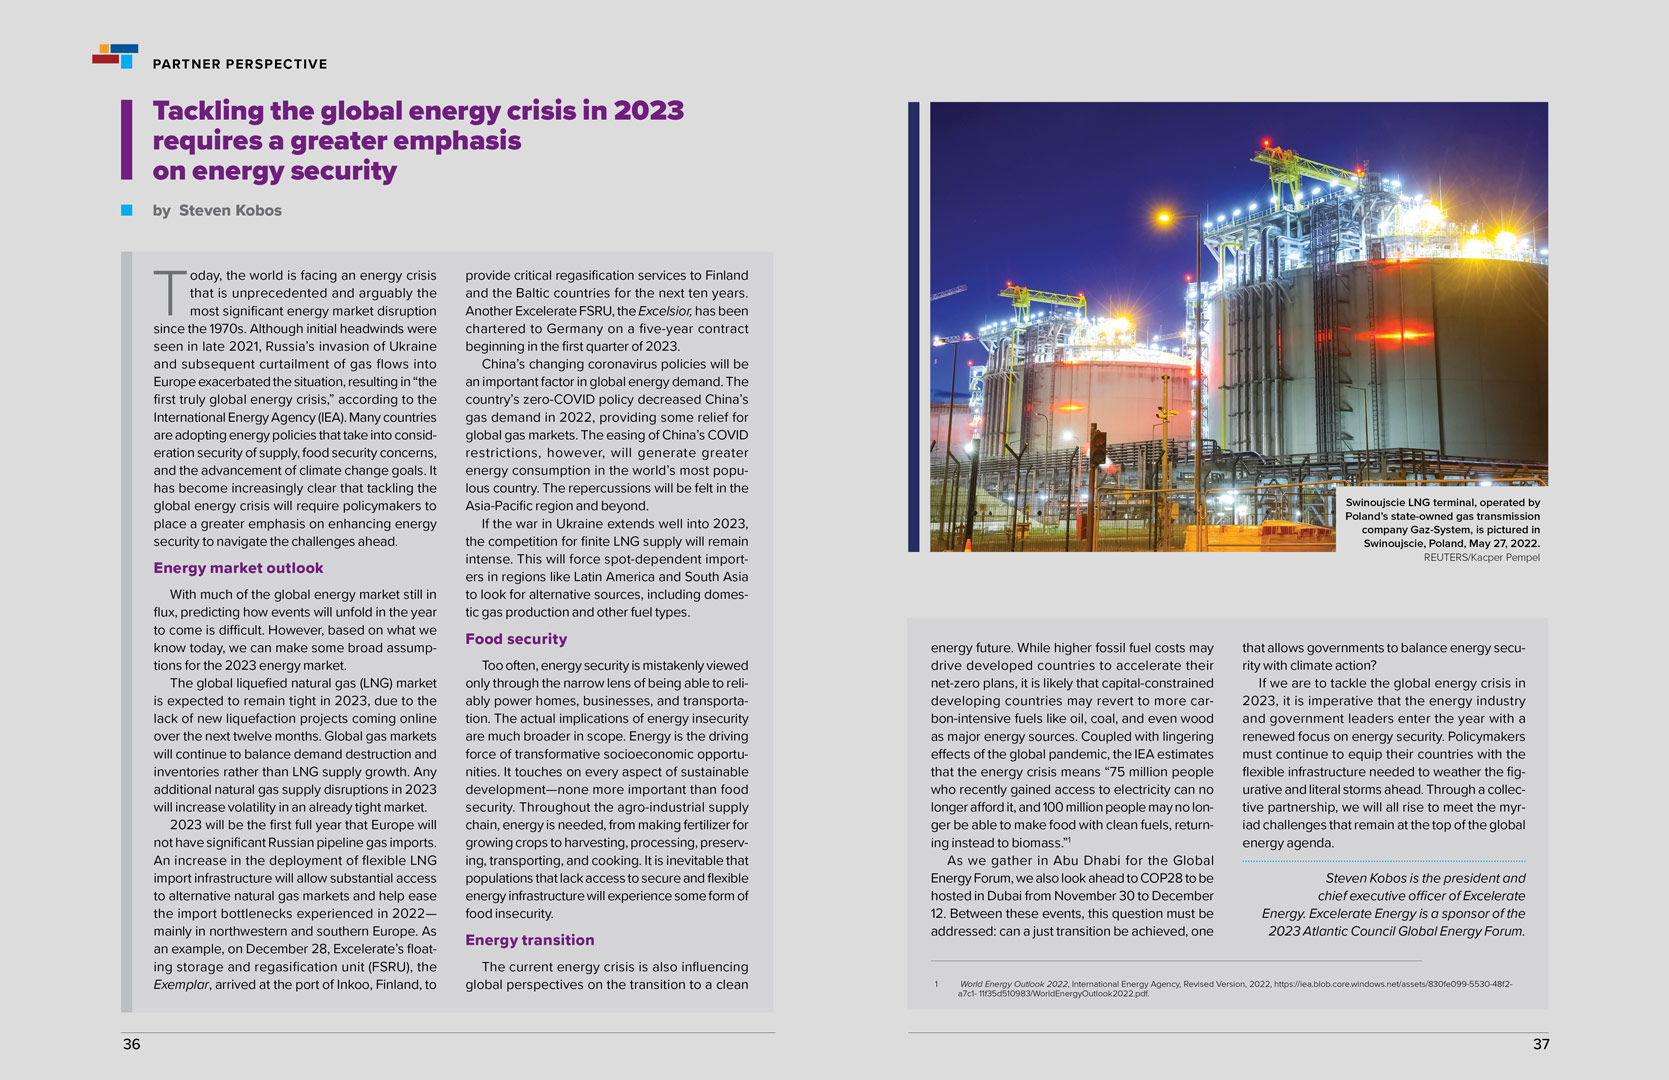 PARTNER PERSPECTIVE
Tackling the global energy crisis in 2023
requires a greater emphasis
on energy security
by Steven Kobos
Today, the world is facing an energy crisis
that is unprecedented and arguably the
most significant energy market disruption
since the 1970s. Although initial headwinds were
seen in late 2021, Russia's invasion of Ukraine
and subsequent curtailment of gas flows into
Europe exacerbated the situation, resulting in “the
first truly global energy crisis,” according to the
International Energy Agency (IEA). Many countries
are adopting energy policies that take into consid-
eration security of supply, food security concerns,
and the advancement of climate change goals. It
has become increasingly clear that tackling the
global energy crisis will require policymakers to
place a greater emphasis on enhancing energy
security to navigate the challenges ahead.
Energy market outlook
With much of the global energy market still in
flux, predicting how events will unfold in the year
to come is difficult. However, based on what we
know today, we can make some broad assump-
tions for the 2023 energy market.
The global liquefied natural gas (LNG) market
is expected to remain tight in 2023, due to the
lack of new liquefaction projects coming online
over the next twelve months. Global gas markets
will continue to balance demand destruction and
inventories rather than LNG supply growth. Any
additional natural gas supply disruptions in 2023
will increase volatility in an already tight market.
2023 will be the first full year that Europe will
not have significant Russian pipeline gas imports.
An increase in the deployment of flexible LNG
import infrastructure will allow substantial access
to alternative natural gas markets and help ease
the import bottlenecks experienced in 2022—
mainly in northwestern and southern Europe. As
an example, on December 28, Excelerate's float-
ing storage and regasification unit (FSRU), the
Exemplar, arrived at the port of Inkoo, Finland, to
provide critical regasification services to Finland
and the Baltic countries for the next ten years.
Another Excelerate FSRU, the Excelsior, has been
chartered to Germany on a five-year contract
beginning in the first quarter of 2023.
China's changing coronavirus policies will be
an important factor in global energy demand. The
country's zero-COVID policy decreased China's
gas demand in 2022, providing some relief for
global gas markets. The easing of China's COVID
restrictions, however, will generate greater
energy consumption in the world's most popu-
lous country. The repercussions will be felt in the
Asia-Pacific region and beyond.
If the war in Ukraine extends well into 2023,
the competition for finite LNG supply will remain
intense. This will force spot-dependent import-
ers in regions like Latin America and South Asia
to look for alternative sources, including domes-
tic gas production and other fuel types.
Food security
Too often, energy security is mistakenly viewed
only through the narrow lens of being able to reli-
ably power homes, businesses, and transporta-
tion. The actual implications of energy insecurity
are much broader in scope. Energy is the driving
force of transformative socioeconomic opportu-
nities. It touches on every aspect of sustainable
development—none more important than food
security. Throughout the agro-industrial supply
chain, energy is needed, from making fertilizer for
growing crops to harvesting, processing, preserv-
ing, transporting, and cooking. It is inevitable that
populations that lack access to secure and flexible
energy infrastructure will experience some form of
food insecurity.
Energy transition
The current energy crisis is also influencing
global perspectives on the transition to a clean
36
Swinoujscie LNG terminal, operated by
Poland's state-owned gas transmission
company Gaz-System, is pictured in
Swinoujscie, Poland, May 27, 2022.
REUTERS/Kacper Pempel
energy future. While higher fossil fuel costs may
drive developed countries to accelerate their
net-zero plans, it is likely that capital-constrained
developing countries may revert to more car-
bon-intensive fuels like oil, coal, and even wood
as major energy sources. Coupled with lingering
effects of the global pandemic, the IEA estimates
that the energy crisis means “75 million people
who recently gained access to electricity can no
longer afford it, and 100 million people may no lon-
ger be able to make food with clean fuels, return-
ing instead to biomass.”1
As we gather in Abu Dhabi for the Global
Energy Forum, we also look ahead to COP28 to be
hosted in Dubai from November 30 to December
12. Between these events, this question must be
addressed: can a just transition be achieved, one
that allows governments to balance energy secu-
rity with climate action?
If we are to tackle the global energy crisis in
2023, it is imperative that the energy industry
and government leaders enter the year with a
renewed focus on energy security. Policymakers
must continue to equip their countries with the
flexible infrastructure needed to weather the fig-
urative and literal storms ahead. Through a collec-
tive partnership, we will all rise to meet the myr-
iad challenges that remain at the top of the global
energy agenda.
Steven Kobos is the president and
chief executive officer of Excelerate
Energy. Excelerate Energy is a sponsor of the
2023 Atlantic Council Global Energy Forum.
1 World Energy Outlook 2022, International Energy Agency, Revised Version, 2022, https://iea.blob.core.windows.net/assets/830fe099-5530-48f2-
a7c1- 11f35d510983/WorldEnergyOutlook2022.pdf.
37